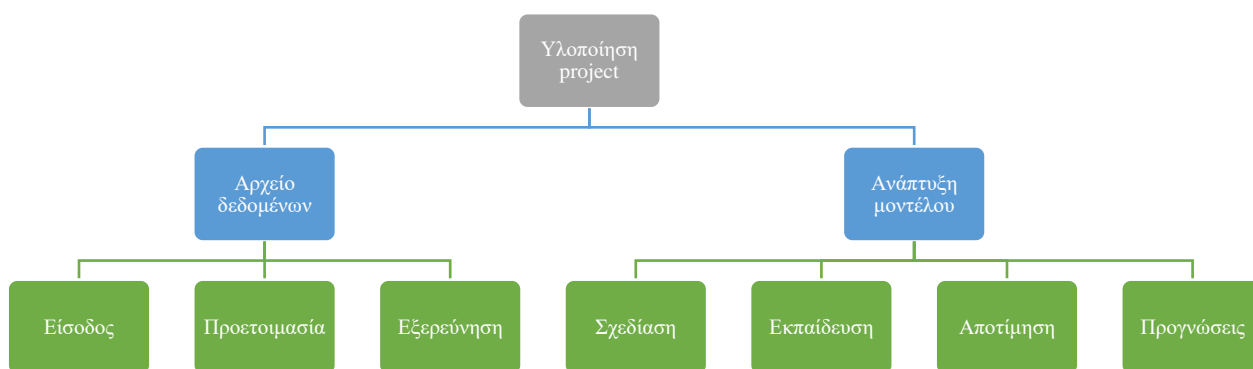 Υλοποίηση
project
Αρχείο
δεδομένων
Ανάπτυξη
μοντέλου
Είσοδος
Προετοιμασία
Εξερεύνηση
Σχεδίαση
Εκπαίδευση
Αποτίμηση
Προγνώσεις